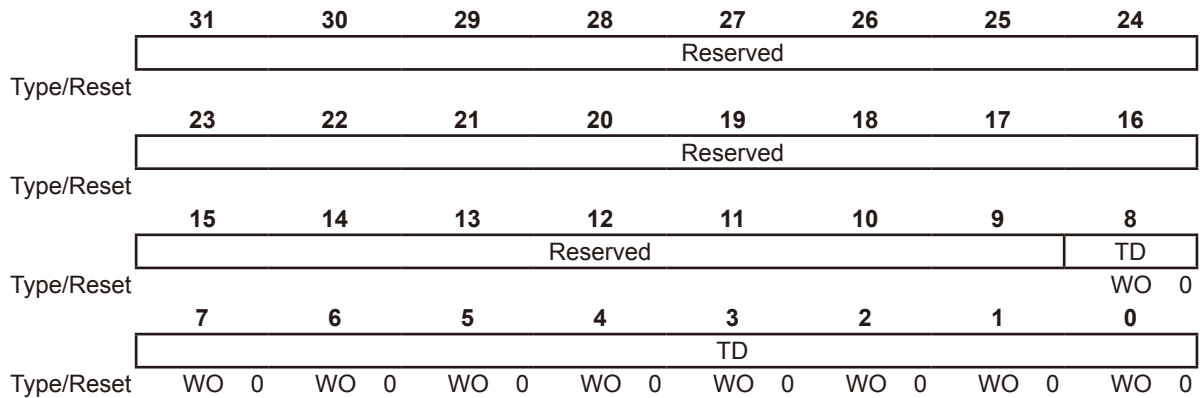 31 30 29 28 27 26 25 24
Reserved
Type/Reset
23 22 21 20 19 18 17 16
Reserved
Type/Reset
15 14 13 12 11 10 9 8
Reserved TD
Type/Reset WO 0
7 6 5 4 3 2 1 0
TD
Type/Reset WO 0 WO 0 WO 0 WO 0 WO 0 WO 0 WO 0 WO 0